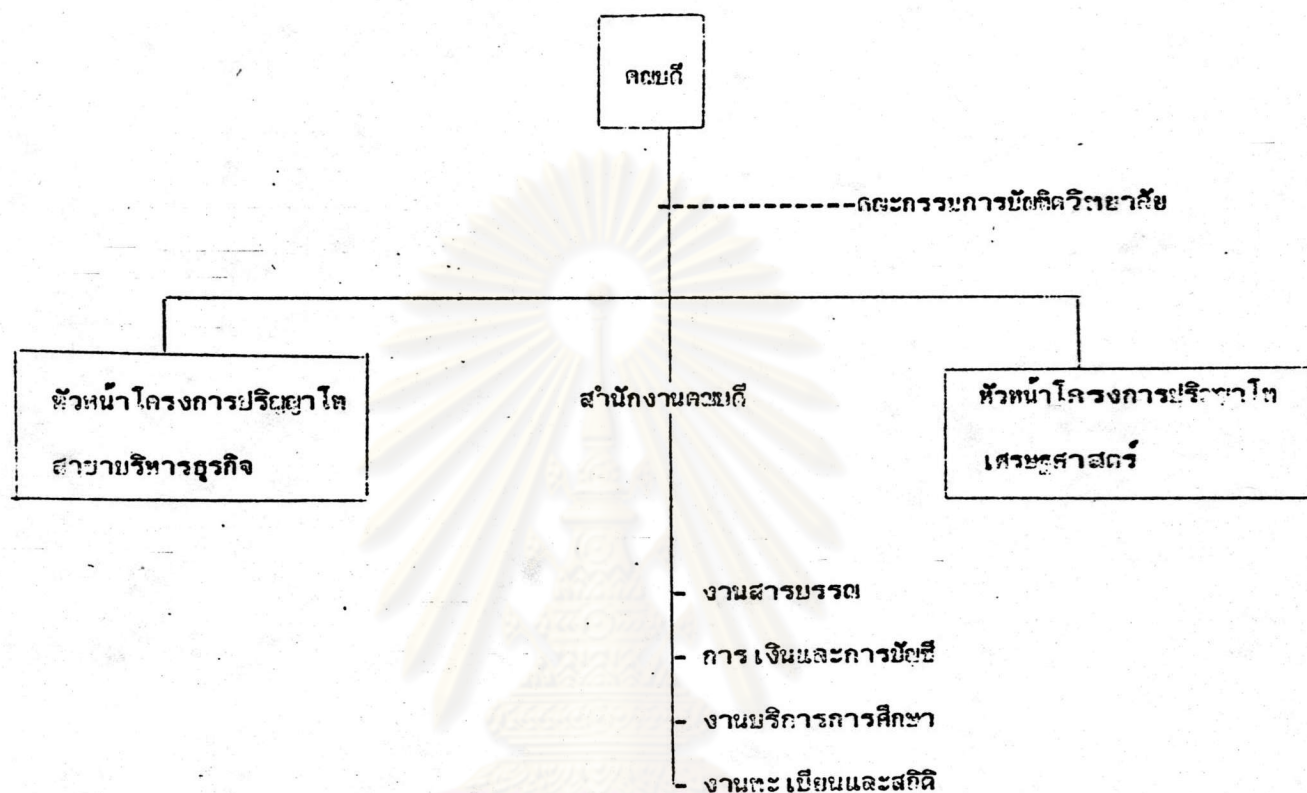 คณบดี
คณะกรรมการบัณฑิตวิทยาลัย
หัวหน้าโครงการปริญญาโท
สาขาบริหารธุรกิจ
สำนักงานคณบดี
หัวหน้าโครงการปริญญาโท
เศรษฐศาสตร์
- งานสารบรรณ
- การเงินและการบัญชี
- งานบริการการศึกษา
- งานทะเบียนและสถิติ